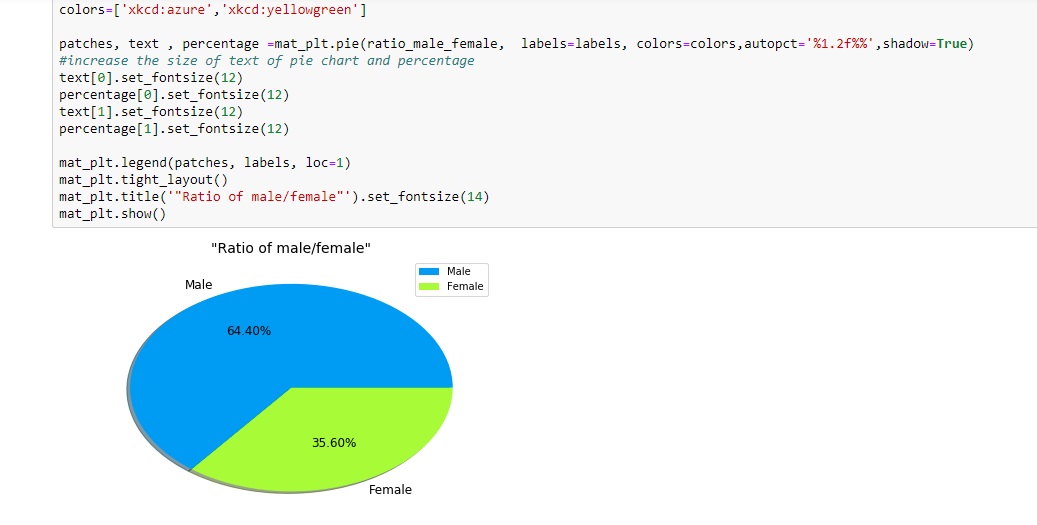 colors=['xkcd:azure','xkcd:yellowgreen']
patches, text , percentage =mat_plt.pie(ratio_male_female,  labels=labels, colors=colors,autopct='%1.2f%%',shadow=True)
#increase the size of text of pie chart and percentage
text[0].set_fontsize(12)
percentage[0].set_fontsize(12)
text[1].set_fontsize(12)
percentage[1].set_fontsize(12)
mat_plt.legend(patches, labels, loc=1)
mat_plt.tight_layout()
mat_plt.title('"Ratio of male/female"').set_fontsize(14)
mat_plt.show()
"Ratio of male/female"
Male
Female
Male
64.40%
35.60%
Female